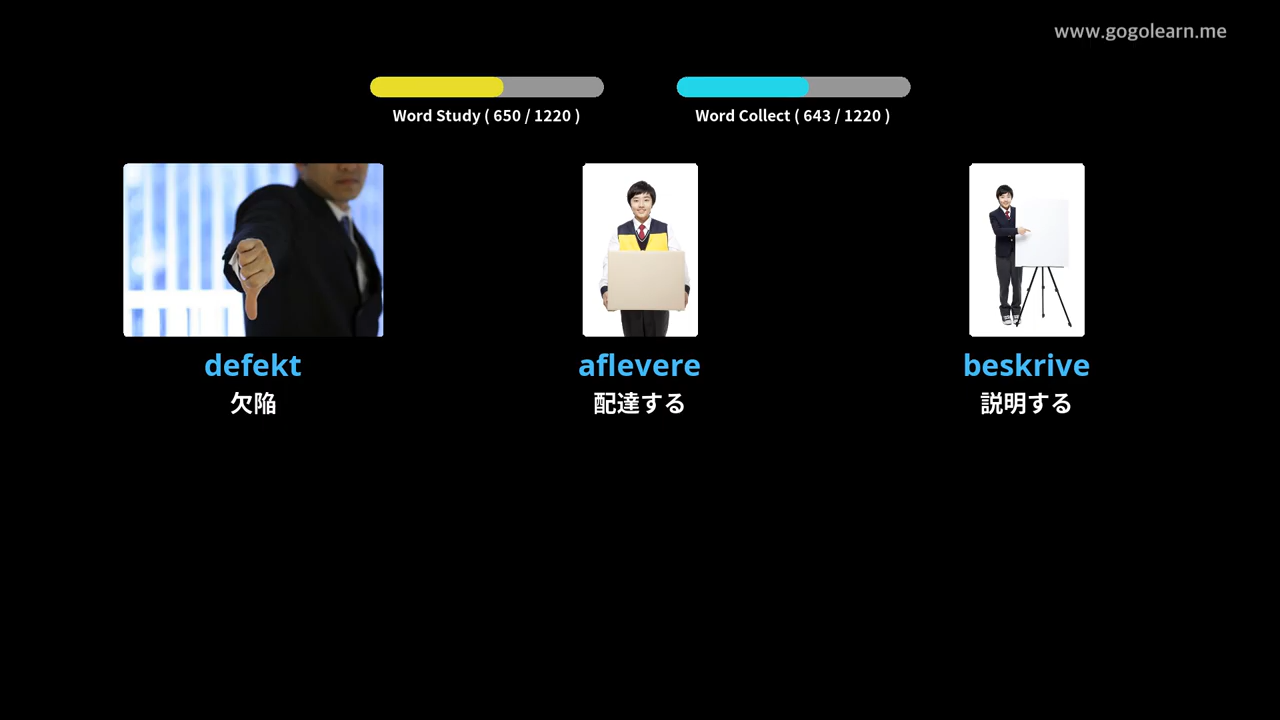 www.gogolearn.me
Word Study ( 650 / 1220 )
Word Collect ( 643 / 1220 )
defekt
欠陥
aflevere
配達する
beskrive
説明する